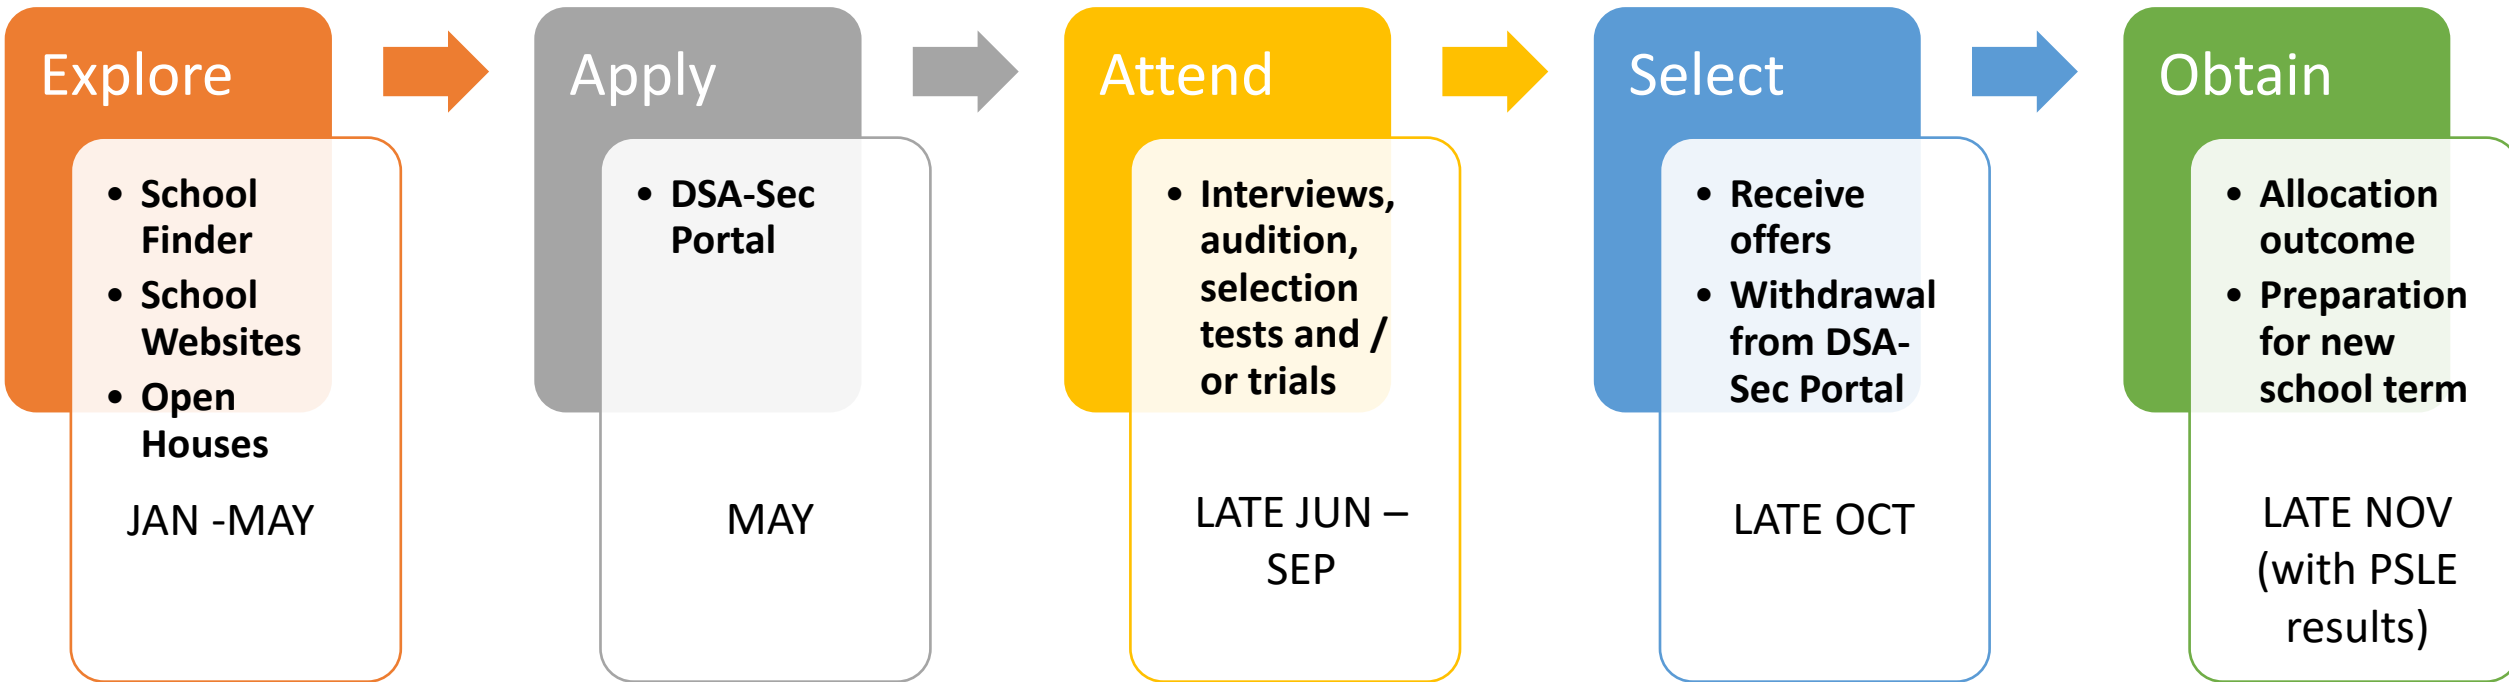 Explore
• School
Finder
• School
Websites
• Open
Houses
JAN -MAY
Apply
• DSA-Sec
Portal
MAY
Attend
• Interviews,
audition,
selection
tests and /
or trials
LATE JUN –
SEP
Select
• Receive
offers
• Withdrawal
from DSA-
Sec Portal
LATE OCT
Obtain
• Allocation
outcome
• Preparation
for new
school term
LATE NOV
(with PSLE
results)